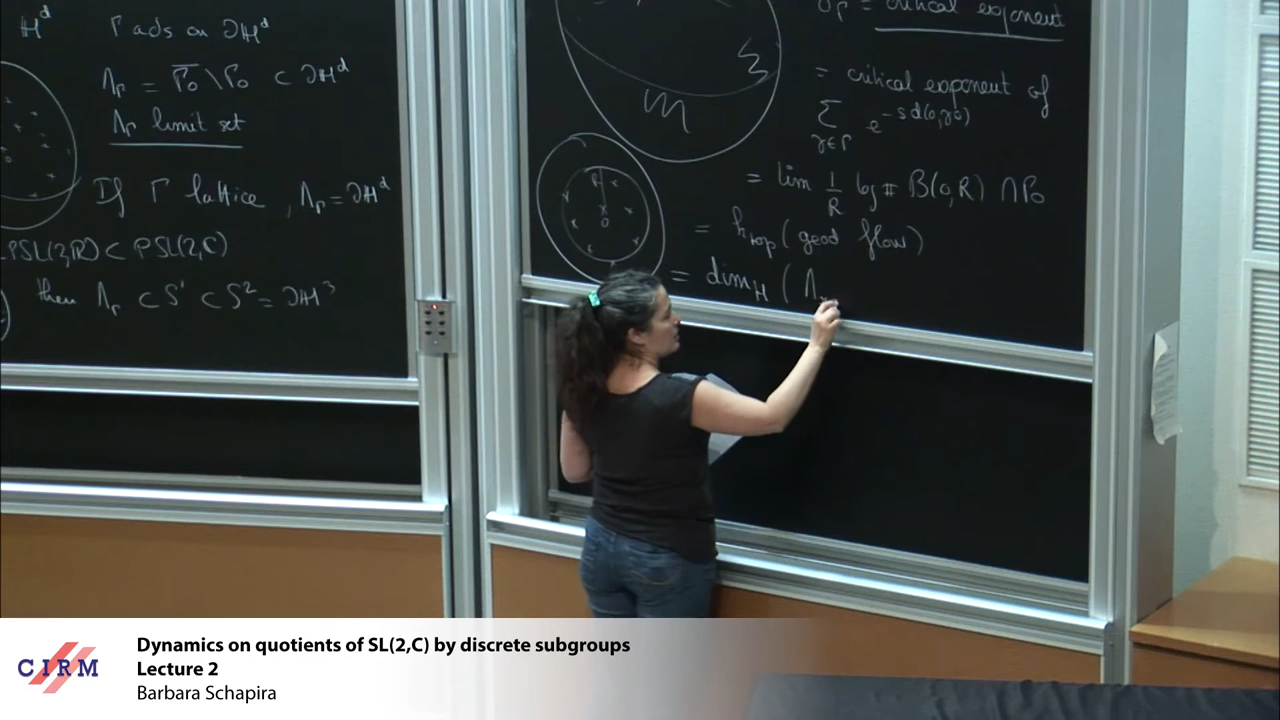 H^d Γ acts on ∂H^d
Λ_Γ = \overline{Γo} \ Γo ⊂ ∂H^d
Λ_Γ limit set
If Γ lattice, Λ_Γ = ∂H^d
PSL(2,R) < PSL(2,C)
then Λ_Γ ⊂ S^1 ⊂ S^2 = ∂H^3
δ_Γ = critical exponent
= critical exponent of
Σ_{γ∈Γ} e^{-s d(o,γo)}
= lim 1/R log # B(o,R) ∩ Γo
R
o
= h_top (geod flow)
= dim_H (Λ
CIRM
Dynamics on quotients of SL(2,C) by discrete subgroups
Lecture 2
Barbara Schapira